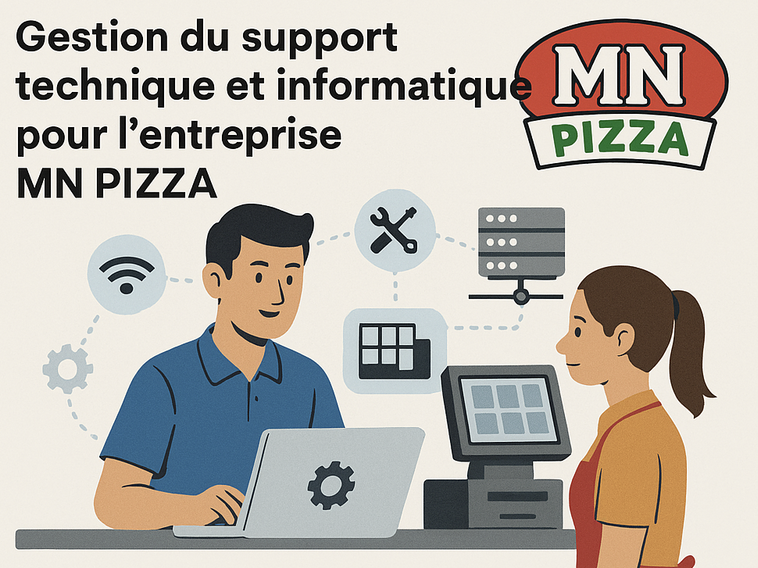 Gestion du support
technique et informatique
pour l'entreprise
MN PIZZA
MN
PIZZA